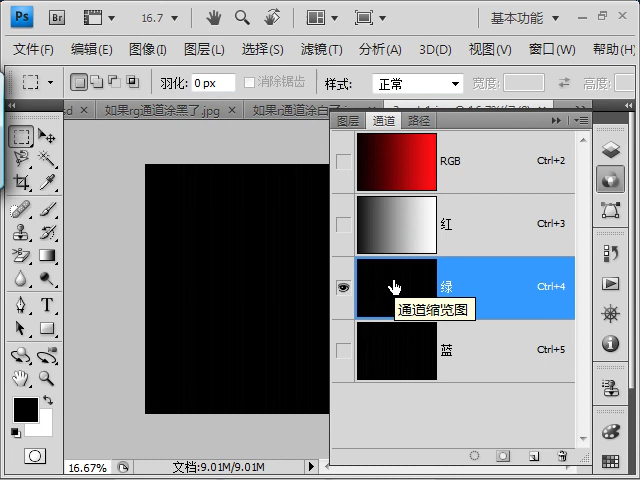 Ps Br 16.7 基本功能
文件(F) 编辑(E) 图像(I) 图层(L) 选择(S) 滤镜(T) 分析(A) 3D(D) 视图(V) 窗口(W) 帮助(H)
羽化: 0 px 消除锯齿 样式: 正常 宽度: 高度:
sd 如果rg通道涂黑了.jpg 如果r通道涂白了
图层 通道 路径
RGB Ctrl+2
红 Ctrl+3
绿 Ctrl+4
通道缩览图
蓝 Ctrl+5
16.67% 文档:9.01M/9.01M